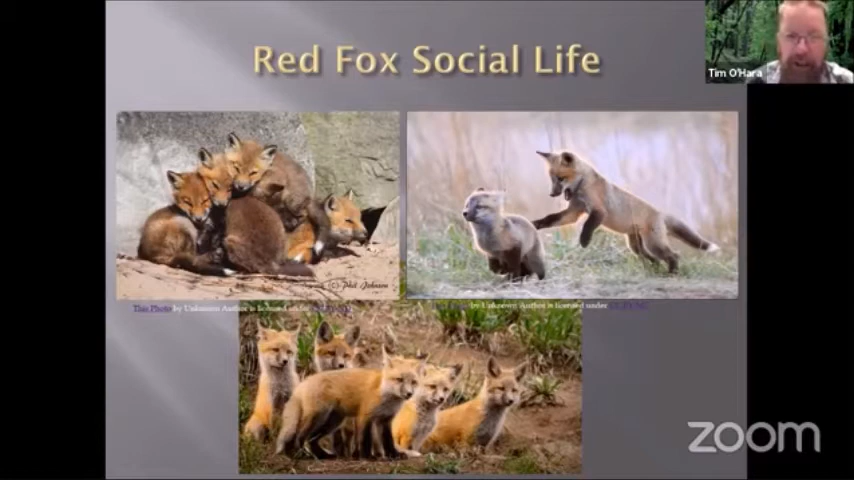 Red Fox Social Life
Tim O'Hara
(C) Phil Johnson
This Photo by Unknown Author is licensed under
by Unknown Author is licensed under
zoom